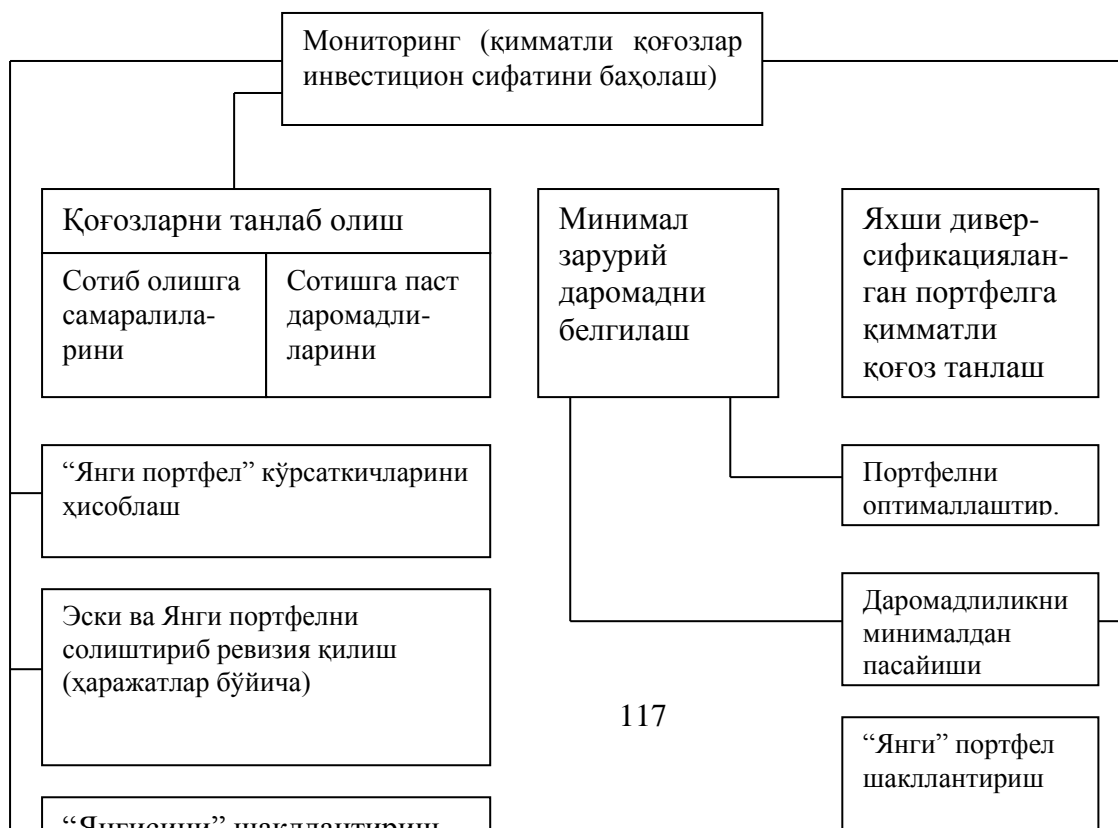 Мониторинг (қимматли қоғозлар
инвестицион сифатини баҳолаш)
Қоғозларни танлаб олиш
Сотиб олишга
самаралила-
рини
Сотишга паст
даромадли-
ларини
Минимал
зарурий
даромадни
белгилаш
Яхши дивер-
сификациялан-
ган портфелга
қимматли
қоғоз танлаш
“Янги портфел” кўрсаткичларини
ҳисоблаш
Портфелни
оптималлаштир.
Эски ва Янги портфелни
солиштириб ревизия қилиш
(ҳаражатлар бўйича)
Даромадлиликни
минималдан
пасайиши
117
“Янги” портфел
шакллантириш
“Янгисини” шакллантириш